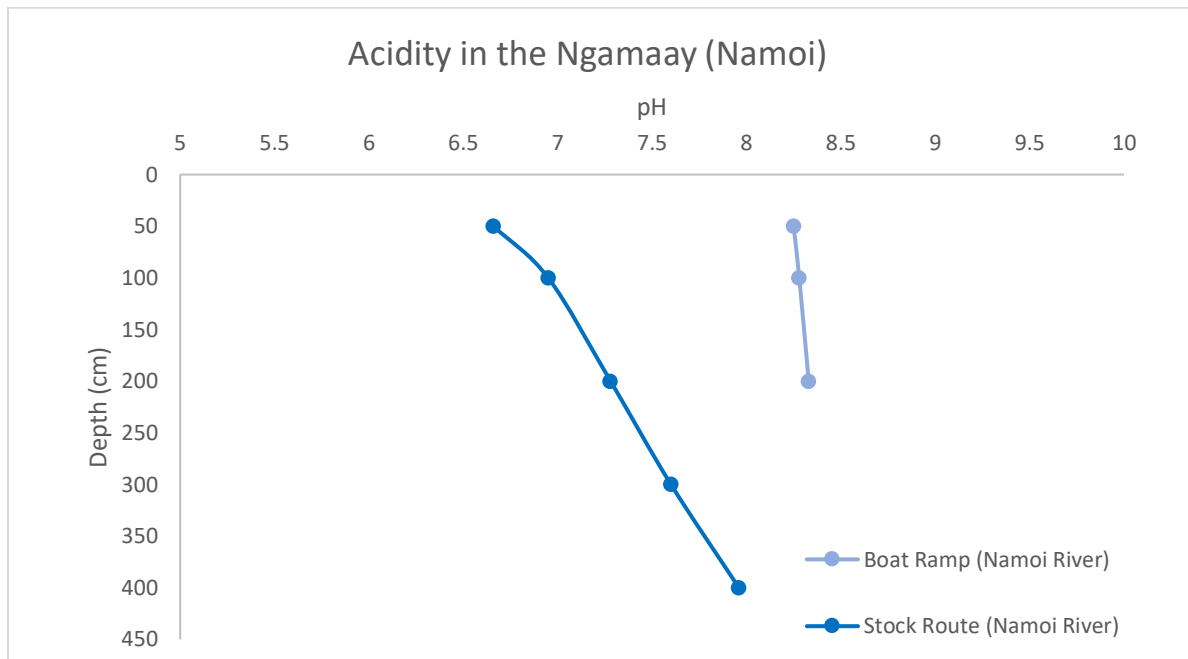 Acidity in the Ngamaay (Namoi)
pH
5 5.5 6 6.5 7 7.5 8 8.5 9 9.5 10
0
50
100
150
200
250
300
350
400
450
Depth (cm)
Boat Ramp (Namoi River)
Stock Route (Namoi River)